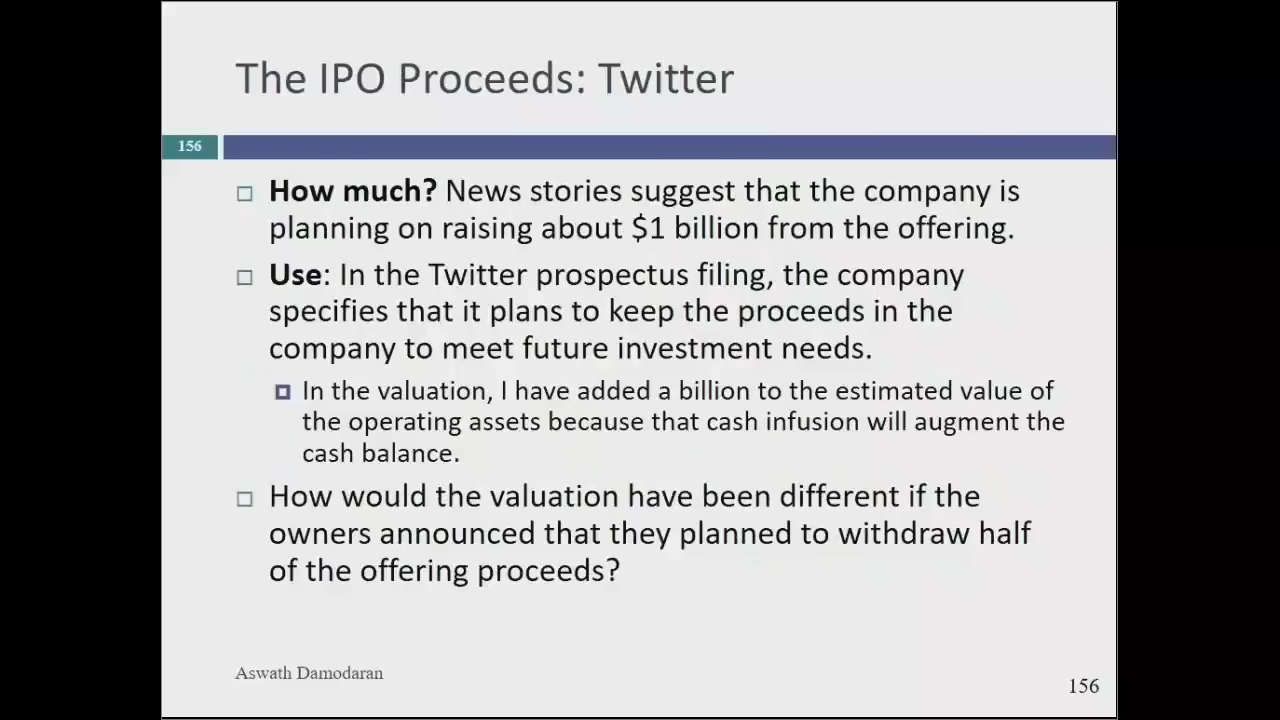 The IPO Proceeds: Twitter
156
How much? News stories suggest that the company is
planning on raising about $1 billion from the offering.
Use: In the Twitter prospectus filing, the company
specifies that it plans to keep the proceeds in the
company to meet future investment needs.
In the valuation, I have added a billion to the estimated value of
the operating assets because that cash infusion will augment the
cash balance.
How would the valuation have been different if the
owners announced that they planned to withdraw half
of the offering proceeds?
Aswath Damodaran
156